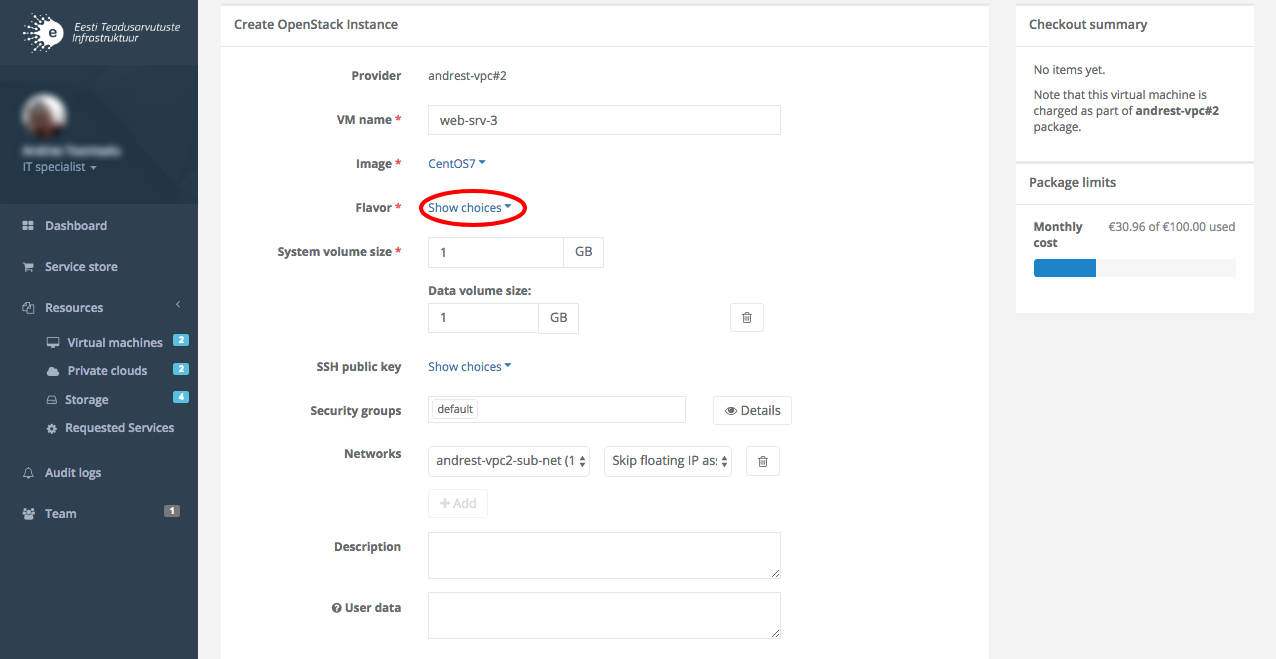 Eesti Teadusarvutuste
Infrastruktuur
e
IT specialist
Dashboard
Service store
Resources
Virtual machines 2
Private clouds 2
Storage 4
Requested Services
Audit logs
Team 1
Create OpenStack Instance
Provider andrest-vpc#2
VM name * web-srv-3
Image * CentOS7
Flavor * Show choices
System volume size * 1 GB
Data volume size:
1 GB
SSH public key Show choices
Security groups default Details
Networks andrest-vpc2-sub-net (1 Skip floating IP as
+ Add
Description
User data
Checkout summary
No items yet.
Note that this virtual machine is
charged as part of andrest-vpc#2
package.
Package limits
Monthly €30.96 of €100.00 used
cost